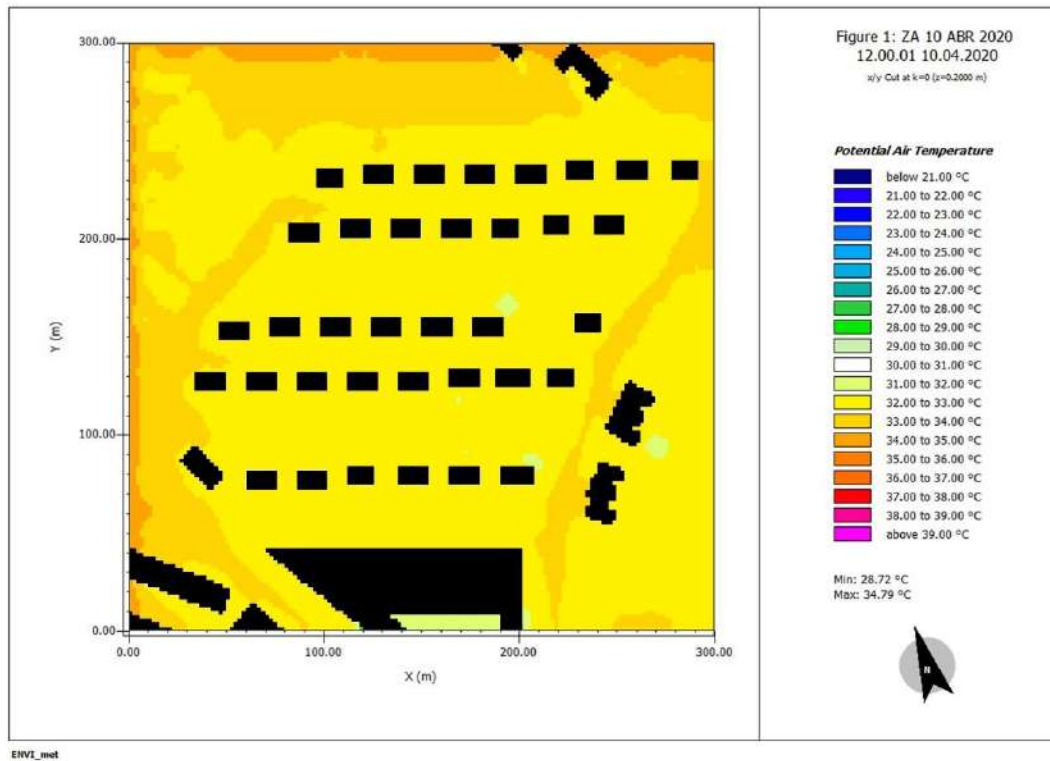 Figure 1: ZA 10 ABR 2020
12.00.01 10.04.2020
x/y Cut at k=0 (z=0.2000 m)
300.00
200.00
100.00
0.00
Y (m)
0.00 100.00 200.00 300.00
X (m)
Potential Air Temperature
below 21.00 °C
21.00 to 22.00 °C
22.00 to 23.00 °C
23.00 to 24.00 °C
24.00 to 25.00 °C
25.00 to 26.00 °C
26.00 to 27.00 °C
27.00 to 28.00 °C
28.00 to 29.00 °C
29.00 to 30.00 °C
30.00 to 31.00 °C
31.00 to 32.00 °C
32.00 to 33.00 °C
33.00 to 34.00 °C
34.00 to 35.00 °C
35.00 to 36.00 °C
36.00 to 37.00 °C
37.00 to 38.00 °C
38.00 to 39.00 °C
above 39.00 °C
Min: 28.72 °C
Max: 34.79 °C
N
ENVI_met